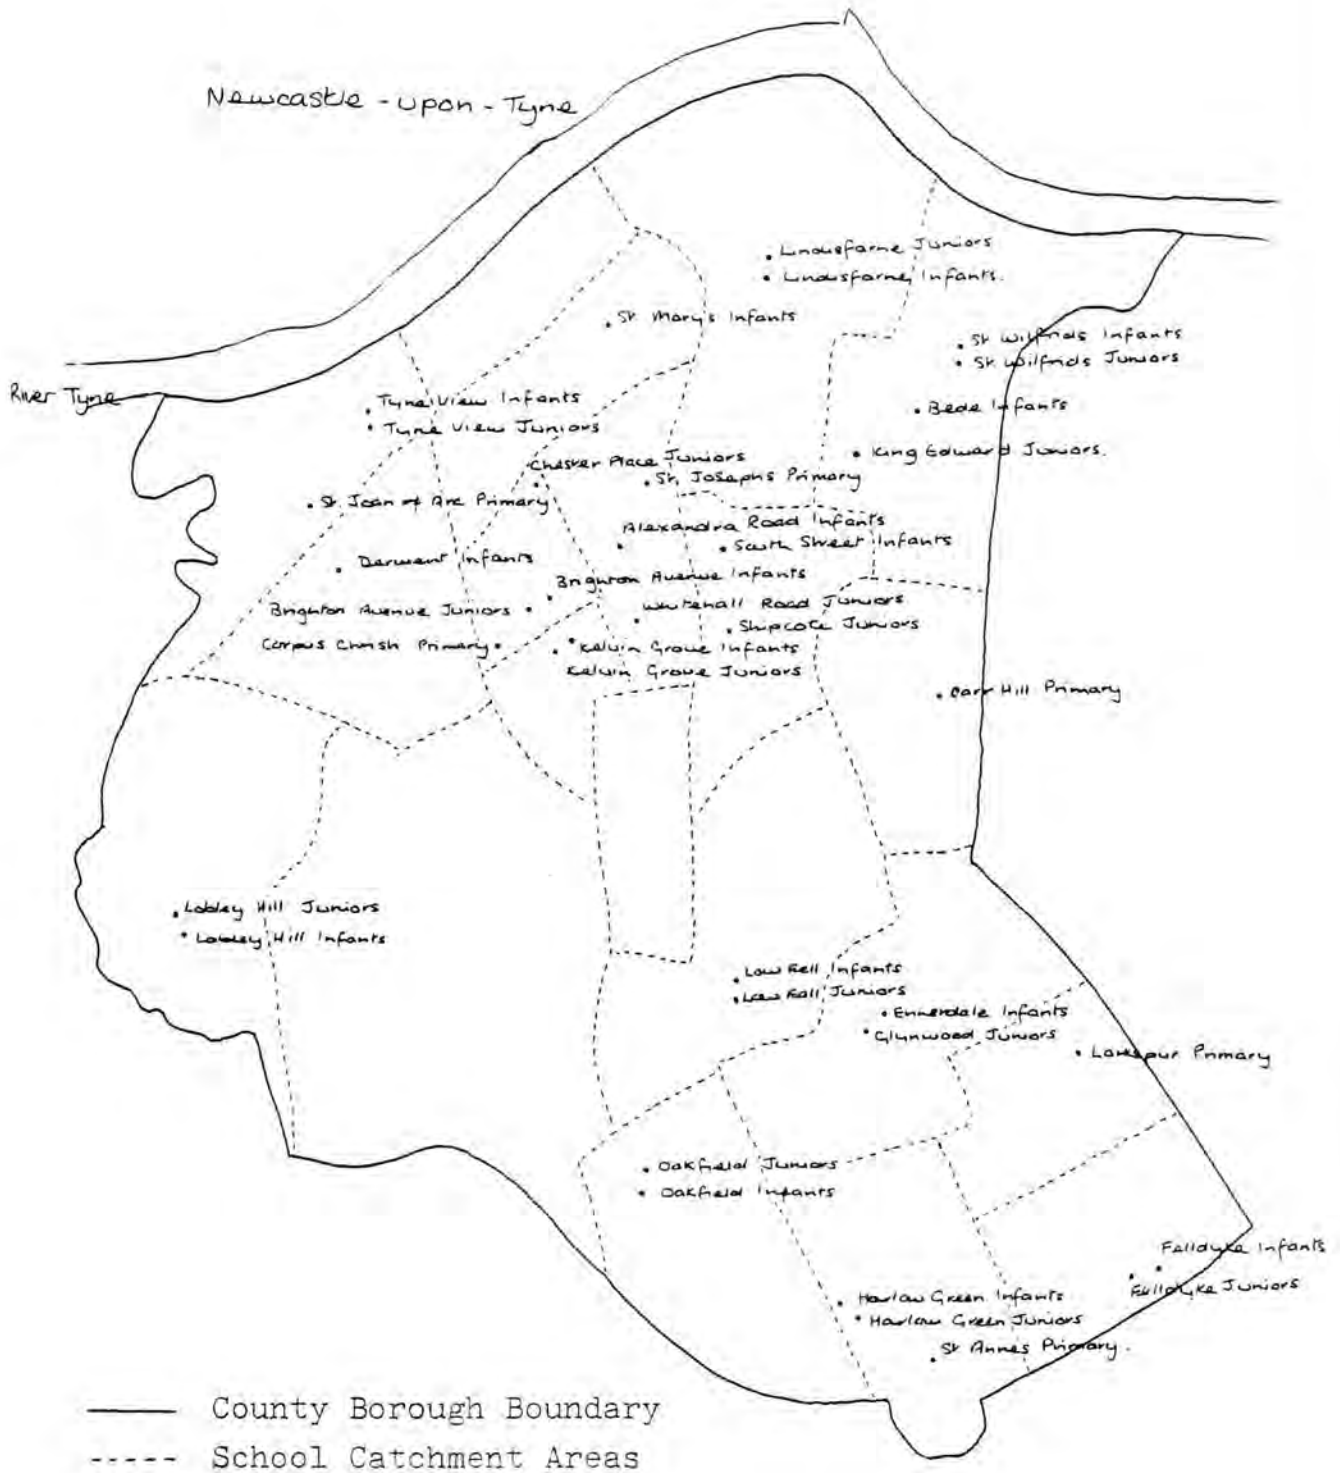 Newcastle - upon - Tyne
Lindisfarne Juniors
Lindisfarne Infants.
St. Mary's Infants
St Wilfrids Infants
St. Wilfrids Juniors
River Tyne
Tyne View Infants
Tyne View Juniors
Bede Infants
King Edward Juniors.
Chester Place Juniors
St. Josephs Primary
St. Joan of Arc Primary
Alexandra Road Infants
South Street Infants
Derwent Infants
Brighton Avenue Infants
Brighton Avenue Juniors
Whitehall Road Juniors
Shipcote Juniors
Corpus Christi Primary
Kelvin Grove Infants
Kelvin Grove Juniors
Carr Hill Primary
Lobley Hill Juniors
Lobley Hill Infants
Low Fell Infants
Low Fell Juniors
Ennerdale Infants
Glynwood Juniors
Larkspur Primary
Oakfield Juniors
Oakfield Infants
Felldyke Infants
Felldyke Juniors
Harlow Green Infants
Harlow Green Juniors
St Annes Primary.
County Borough Boundary
School Catchment Areas